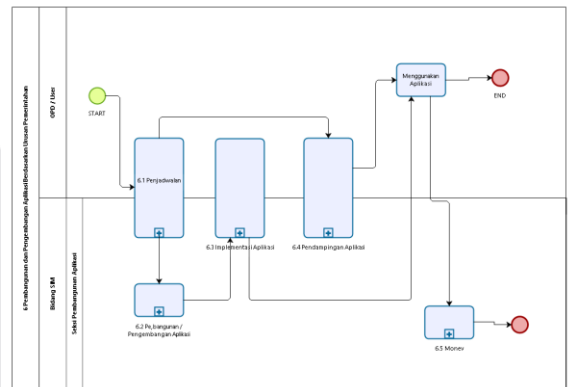 6 Pembangunan dan Pengembangan Aplikasi Berdasarkan Urusan Pemerintahan
OPD / User
Bidang SIM
Seksi Pembangunan Aplikasi
START
Menggunakan
Aplikasi
END
6.1 Penjadwalan
6.3 Implementasi Aplikasi
6.4 Pendampingan Aplikasi
6.2 Pe,bangunan /
Pengembangan Aplikasi
6.5 Monev